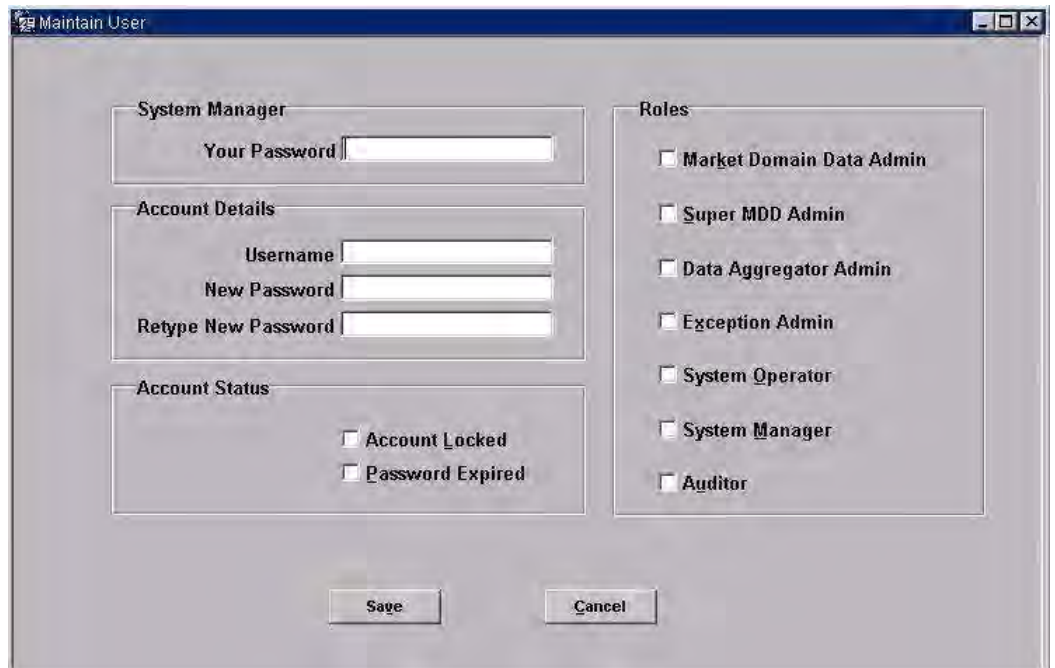 Maintain User
System Manager
Your Password
Account Details
Username
New Password
Retype New Password
Account Status
Account Locked
Password Expired
Roles
Market Domain Data Admin
Super MDD Admin
Data Aggregator Admin
Exception Admin
System Operator
System Manager
Auditor
Save
Cancel